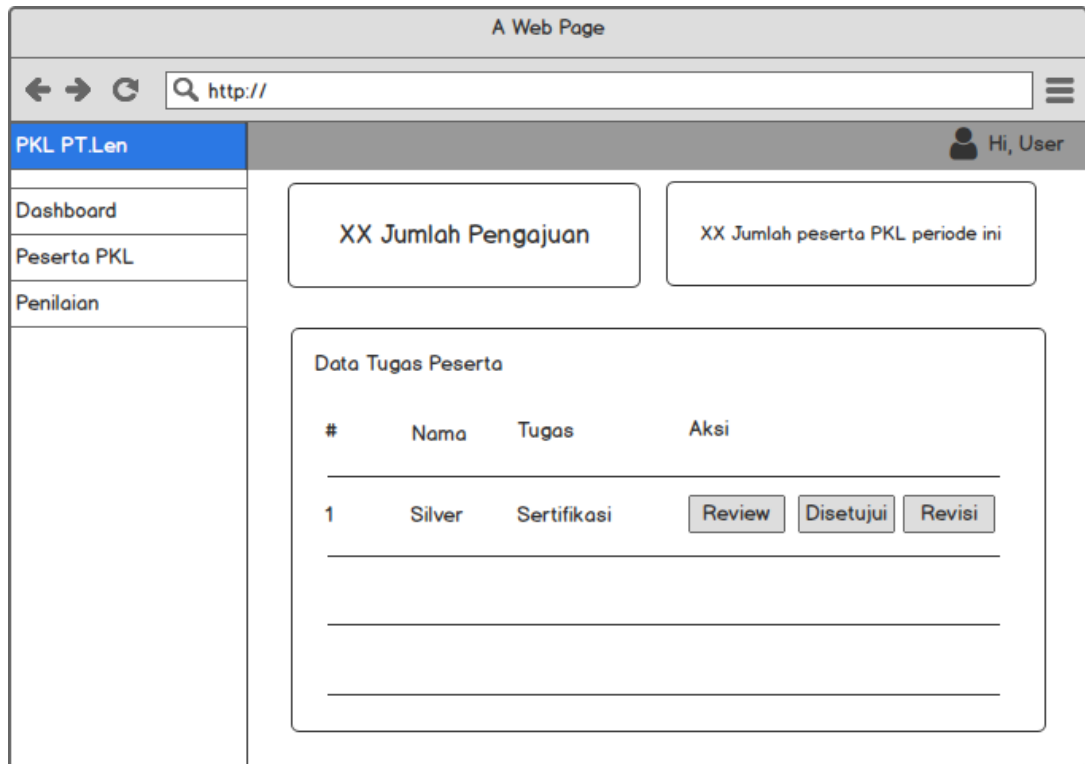 A Web Page
http://
PKL PT.Len
Hi, User
Dashboard
Peserta PKL
Penilaian
XX Jumlah Pengajuan
XX Jumlah peserta PKL periode ini
Data Tugas Peserta
# Nama Tugas Aksi
1 Silver Sertifikasi Review Disetujui Revisi